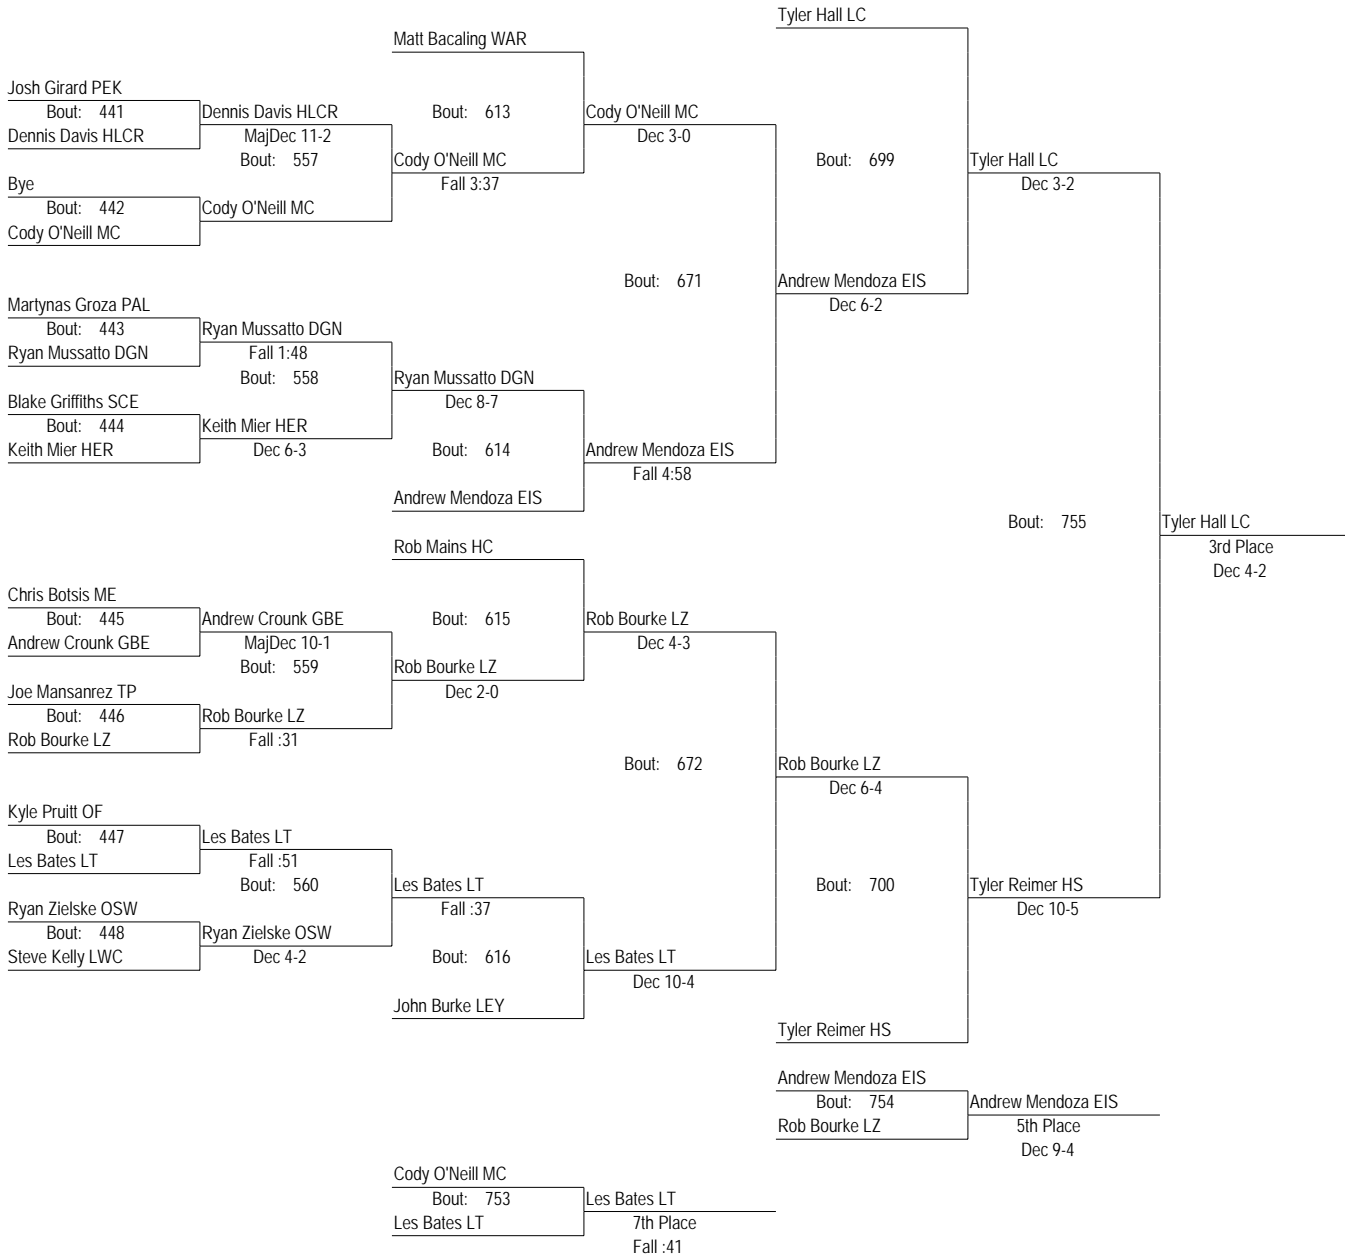 Tyler Hall LC
Matt Bacaling WAR
Josh Girard PEK
Bout: 441
Dennis Davis HLCR
Dennis Davis HLCR
MajDec 11-2
Bout: 557
Bout: 613
Cody O'Neill MC
Dec 3-0
Cody O'Neill MC
Fall 3:37
Bout: 699
Tyler Hall LC
Dec 3-2
Bye
Bout: 442
Cody O'Neill MC
Cody O'Neill MC
Bout: 671
Andrew Mendoza EIS
Dec 6-2
Martynas Groza PAL
Bout: 443
Ryan Mussatto DGN
Ryan Mussatto DGN
Fall 1:48
Bout: 558
Ryan Mussatto DGN
Dec 8-7
Blake Griffiths SCE
Bout: 444
Keith Mier HER
Keith Mier HER
Dec 6-3
Bout: 614
Andrew Mendoza EIS
Fall 4:58
Andrew Mendoza EIS
Bout: 755
Tyler Hall LC
3rd Place
Dec 4-2
Rob Mains HC
Chris Botsis ME
Bout: 445
Andrew Crounk GBE
Andrew Crounk GBE
MajDec 10-1
Bout: 559
Bout: 615
Rob Bourke LZ
Dec 4-3
Rob Bourke LZ
Dec 2-0
Joe Mansanrez TP
Bout: 446
Rob Bourke LZ
Rob Bourke LZ
Fall :31
Bout: 672
Rob Bourke LZ
Dec 6-4
Kyle Pruitt OF
Bout: 447
Les Bates LT
Les Bates LT
Fall :51
Bout: 560
Les Bates LT
Fall :37
Bout: 700
Tyler Reimer HS
Dec 10-5
Ryan Zielske OSW
Bout: 448
Steve Kelly LWC
Ryan Zielske OSW
Dec 4-2
Bout: 616
Les Bates LT
Dec 10-4
John Burke LEY
Tyler Reimer HS
Andrew Mendoza EIS
Bout: 754
Rob Bourke LZ
Andrew Mendoza EIS
5th Place
Dec 9-4
Cody O'Neill MC
Bout: 753
Les Bates LT
Les Bates LT
7th Place
Fall :41